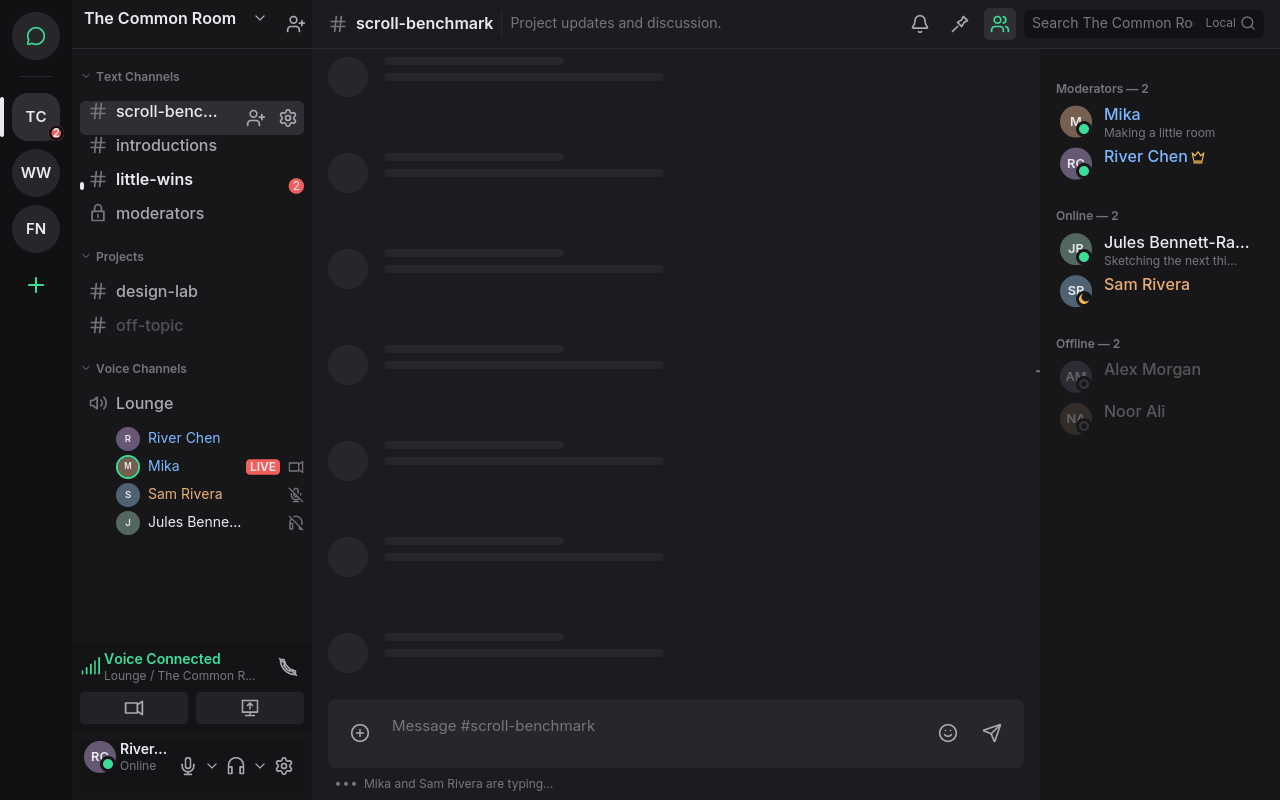 The Common Room
TC
2
WW
FN
Text Channels
scroll-benc...
introductions
little-wins
2
moderators
Projects
design-lab
off-topic
Voice Channels
Lounge
R
River Chen
M
Mika
LIVE
S
Sam Rivera
J
Jules Benne...
Voice Connected
Lounge / The Common R...
River...
Online
scroll-benchmark
Project updates and discussion.
Search The Common Ro
Local
Message #scroll-benchmark
Mika and Sam Rivera are typing...
Moderators — 2
M
Mika
Making a little room
River Chen
Online — 2
Jules Bennett-Ra...
Sketching the next thi...
Sam Rivera
Offline — 2
AM
Alex Morgan
NA
Noor Ali